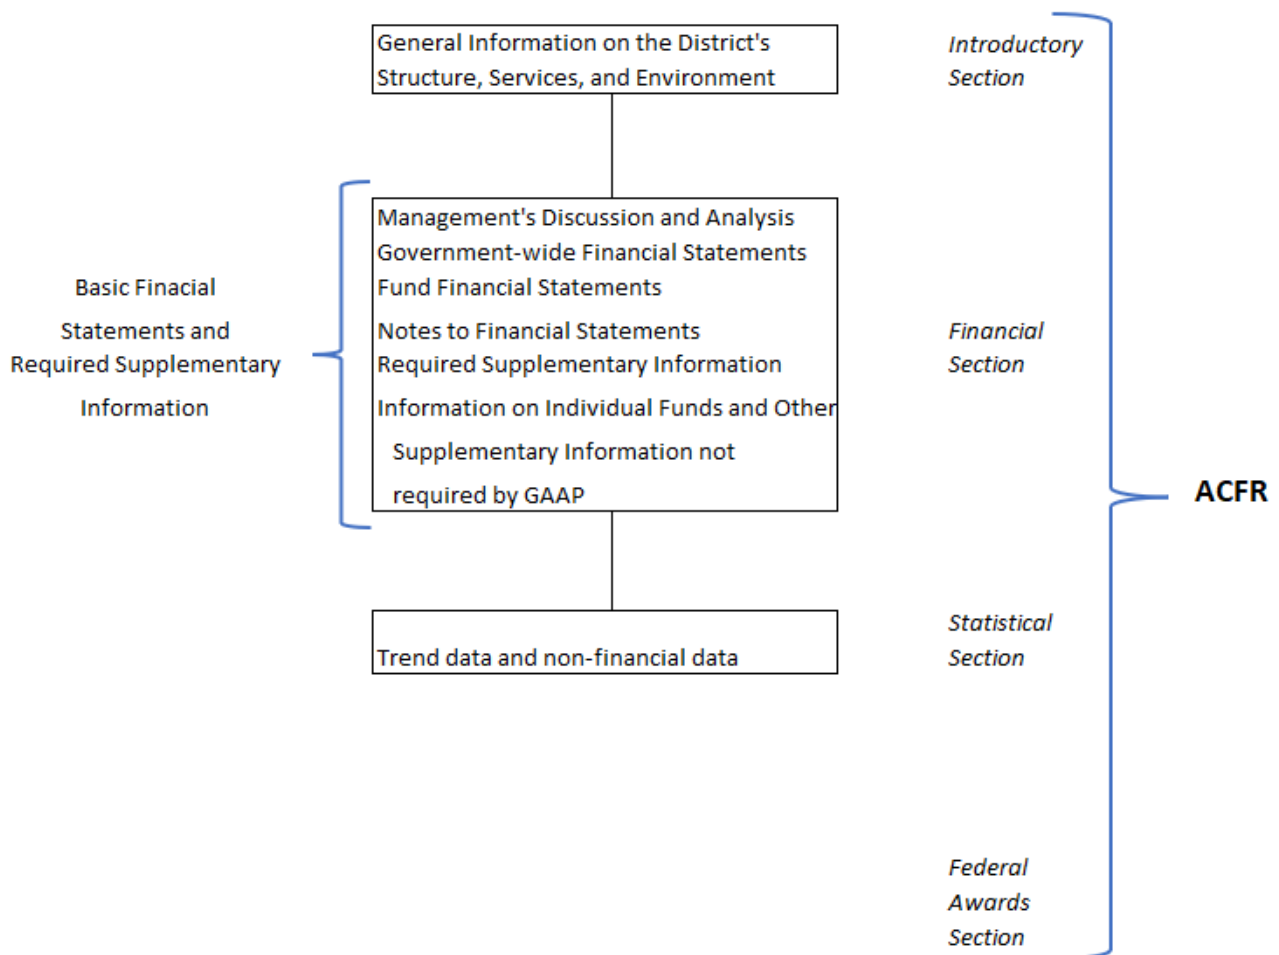 General Information on the District's
Structure, Services, and Environment
Introductory
Section
Basic Finacial
Statements and
Required Supplementary
Information
Management's Discussion and Analysis
Government-wide Financial Statements
Fund Financial Statements
Notes to Financial Statements
Required Supplementary Information
Information on Individual Funds and Other
Supplementary Information not
required by GAAP
Financial
Section
ACFR
Trend data and non-financial data
Statistical
Section
Federal
Awards
Section